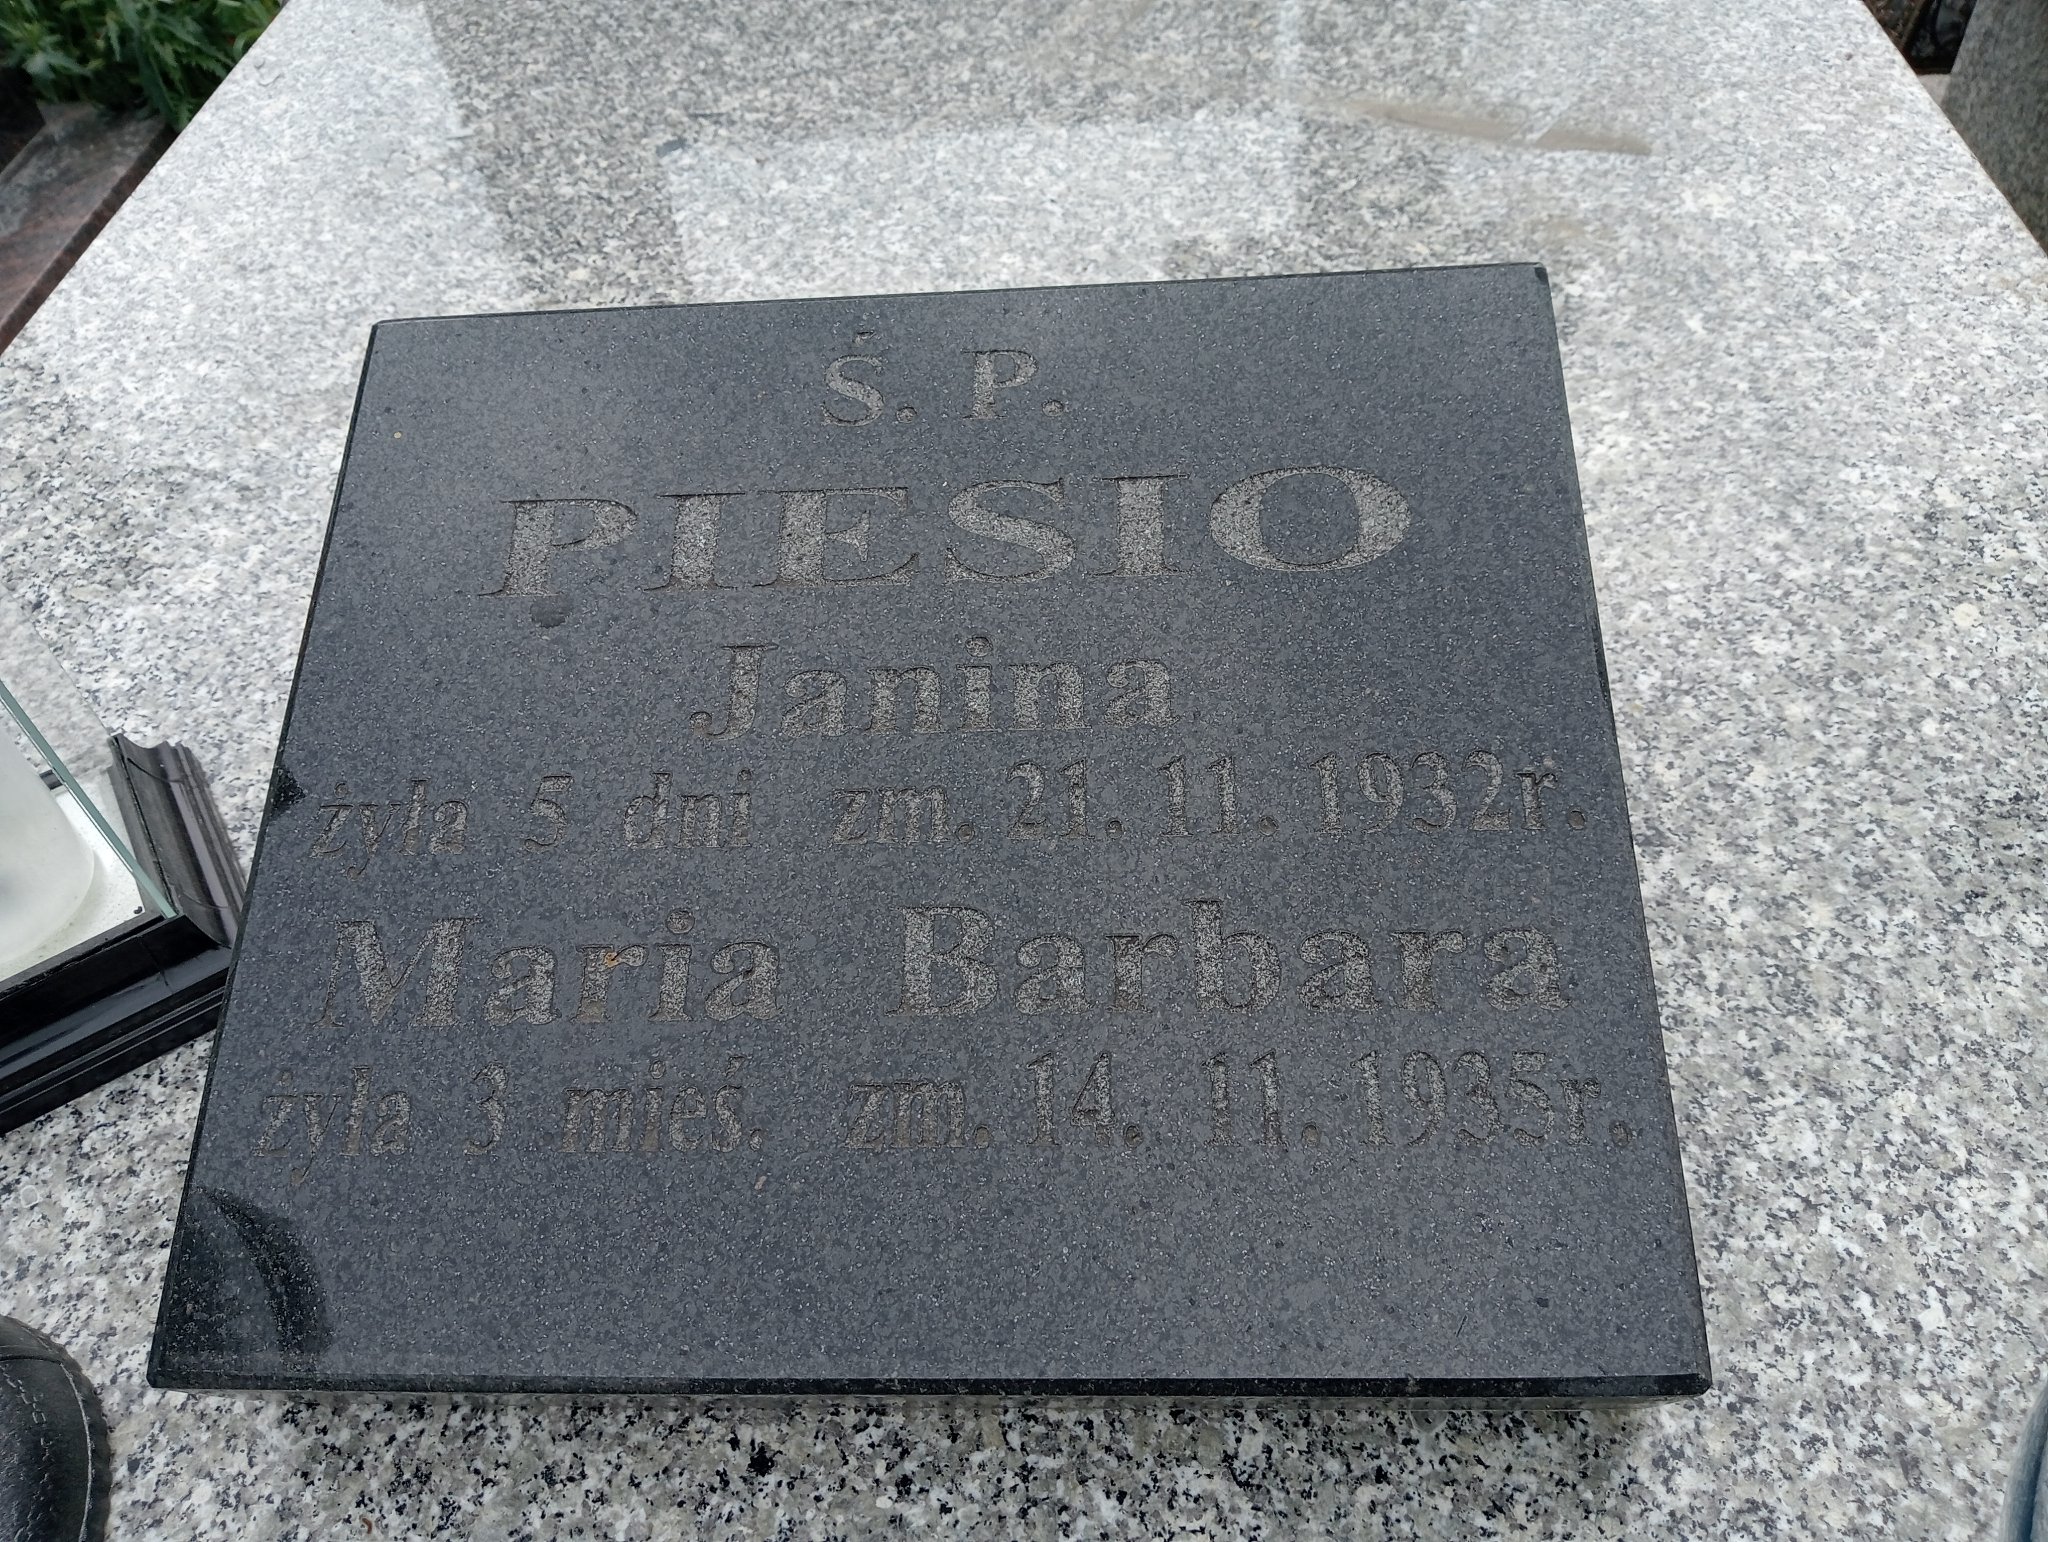 Ś. P.
PIESIO
Janina
żyła 5 dni zm. 21. 11. 1932r.
Maria Barbara
żyła 3 mieś. zm. 14. 11. 1935r.